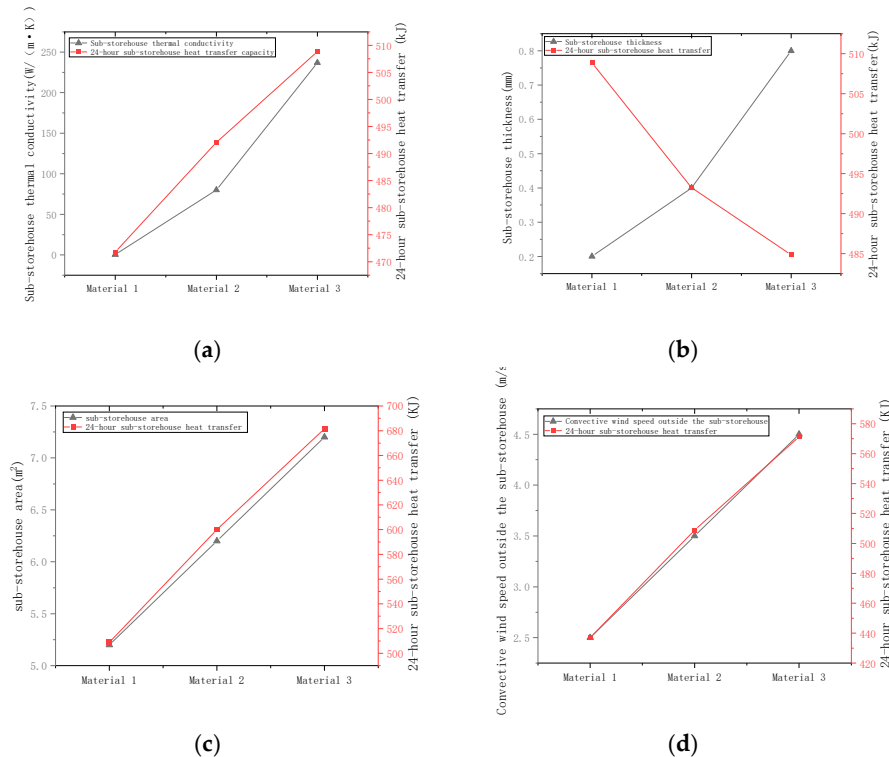 Sub-storehouse thermal conductivity(W/ (m•K))
Sub-storehouse thermal conductivity
24-hour sub-storehouse heat transfer capacity
250
200
150
100
50
0
510
505
500
495
490
485
480
475
470
24-hour sub-storehouse heat transfer (kJ)
Material 1 Material 2 Material 3
(a)
Sub-storehouse thickness(mm)
Sub-storehouse thickness
24-hour sub-storehouse heat transfer
0.8
0.7
0.6
0.5
0.4
0.3
0.2
510
505
500
495
490
485
24-hour sub-storehouse heat transfer(kJ)
Material 1 Material 2 Material 3
(b)
sub-storehouse area(m²)
sub-storehouse area
24-hour sub-storehouse heat transfer
7.5
7.0
6.5
6.0
5.5
5.0
700
680
660
640
620
600
580
560
540
520
510
500
24-hour sub-storehouse heat transfer (KJ)
Material 1 Material 2 Material 3
(c)
Convective wind speed outside the sub-storehouse (m/s
Convective wind speed outside the sub-storehouse
24-hour sub-storehouse heat transfer
4.5
4.0
3.5
3.0
2.5
580
560
540
520
500
480
460
440
420
24-hour sub-storehouse heat transfer (KJ)
Material 1 Material 2 Material 3
(d)